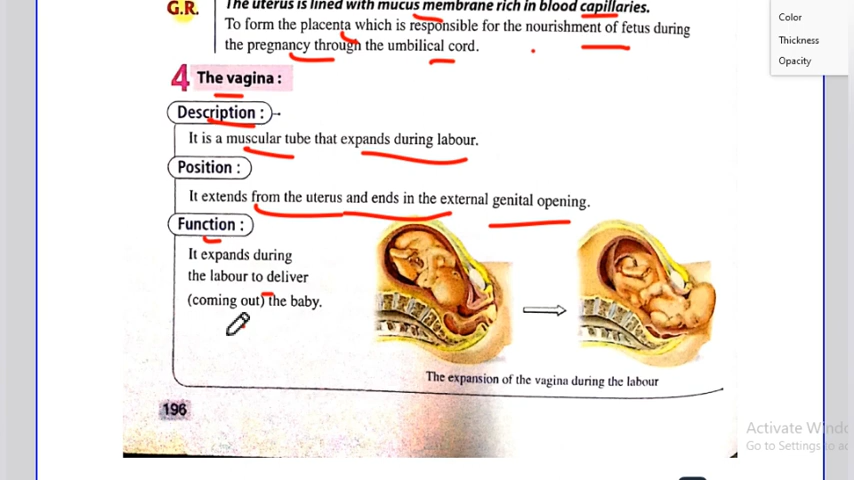 G.R.
The uterus is lined with mucus membrane rich in blood capillaries.
To form the placenta which is responsible for the nourishment of fetus during
the pregnancy through the umbilical cord.
4 The vagina :
Description :
It is a muscular tube that expands during labour.
Position :
It extends from the uterus and ends in the external genital opening.
Function :
It expands during
the labour to deliver
(coming out) the baby.
The expansion of the vagina during the labour
196
Color
Thickness
Opacity
Activate Windo
Go to Settings to ac